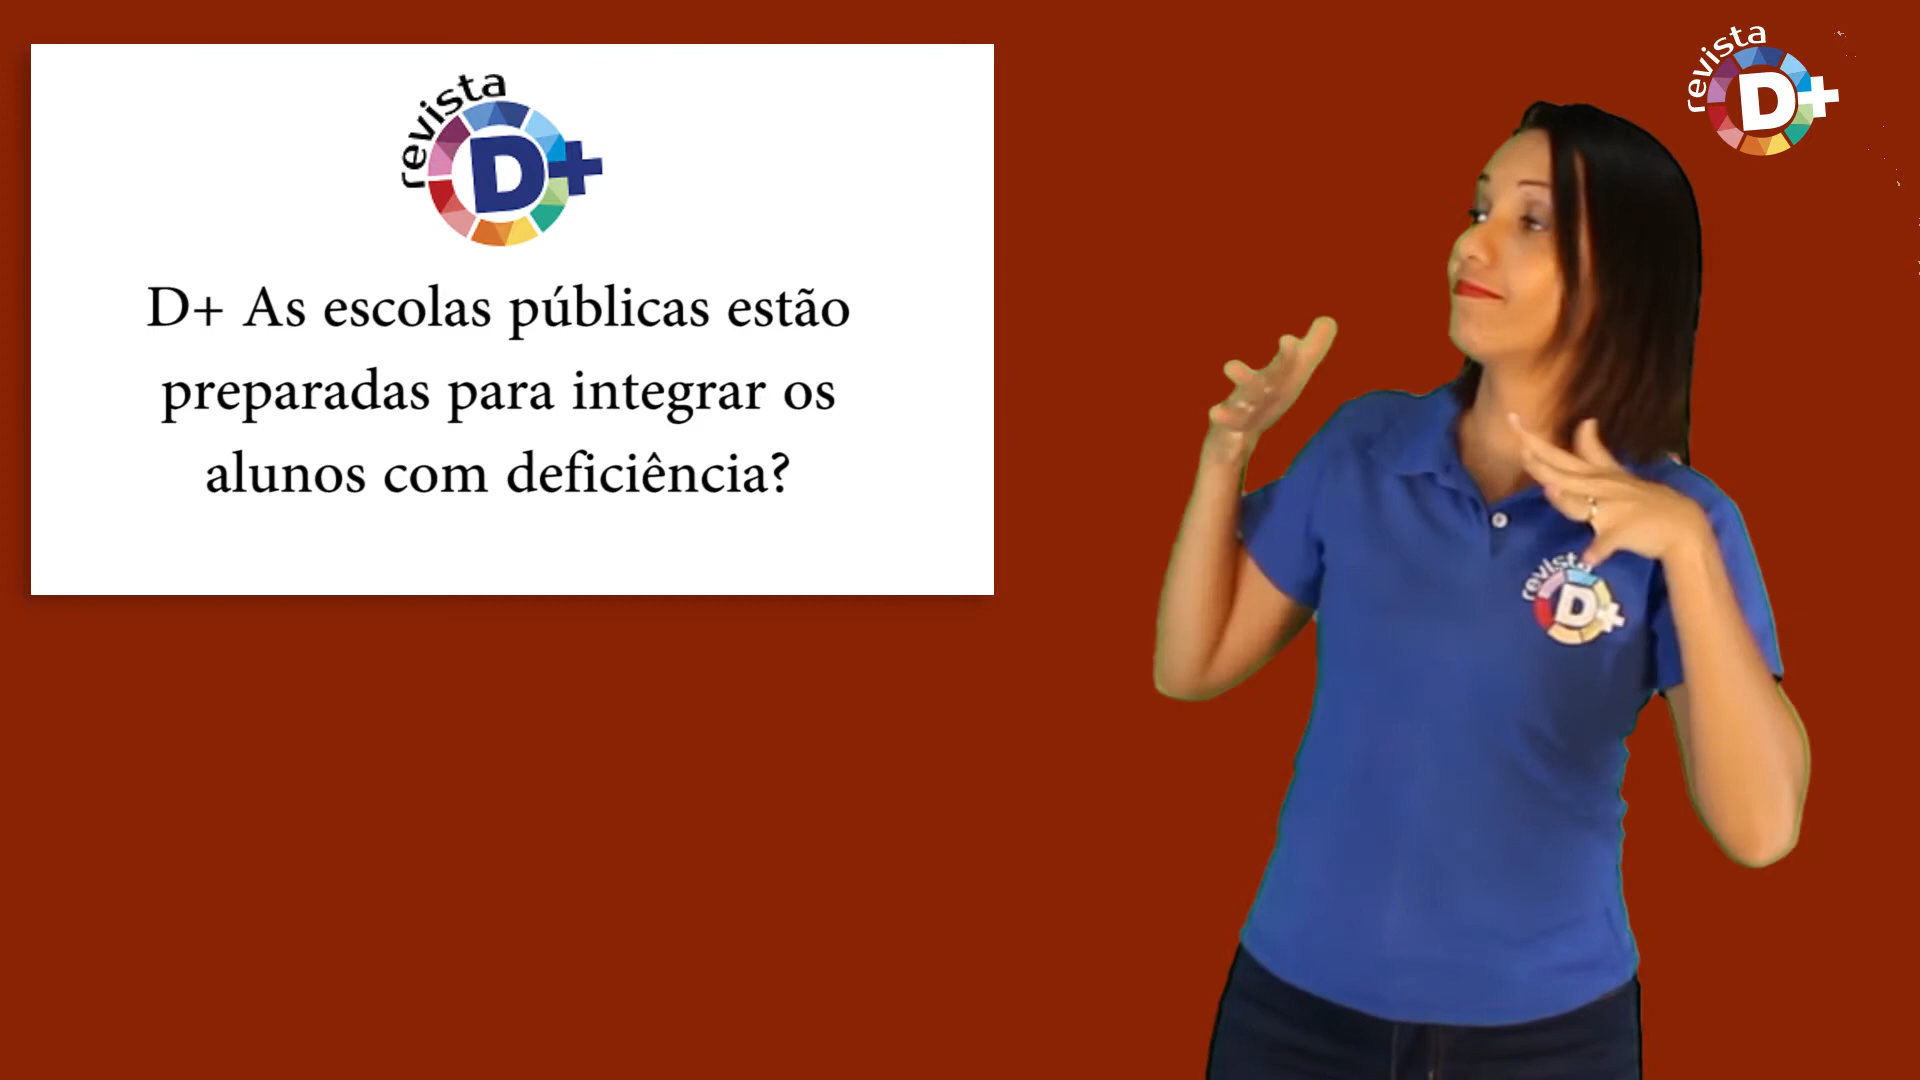 revista
D+
D+ As escolas públicas estão
preparadas para integrar os
alunos com deficiência?
revista
D+
revista
D+